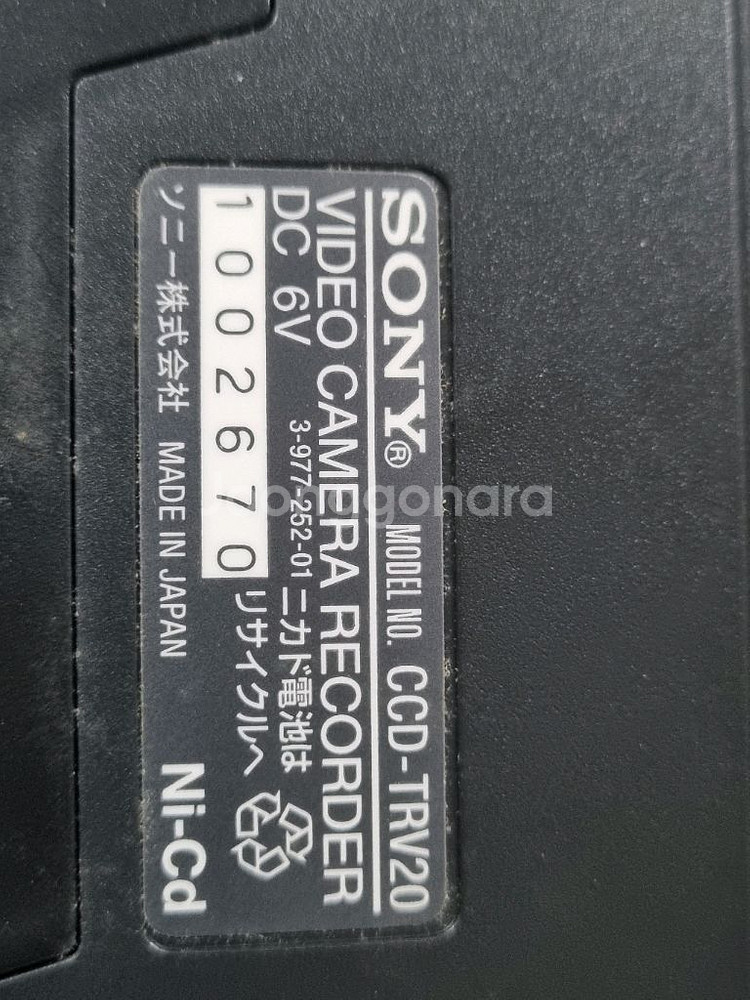 SONY® MODEL NO. CCD-TRV20
VIDEO CAMERA RECORDER
DC 6V 3-977-252-01 ニカド電池は
1002670 リサイクルへ
ソニー株式会社 MADE IN JAPAN Ni-Cd
Joonggonara